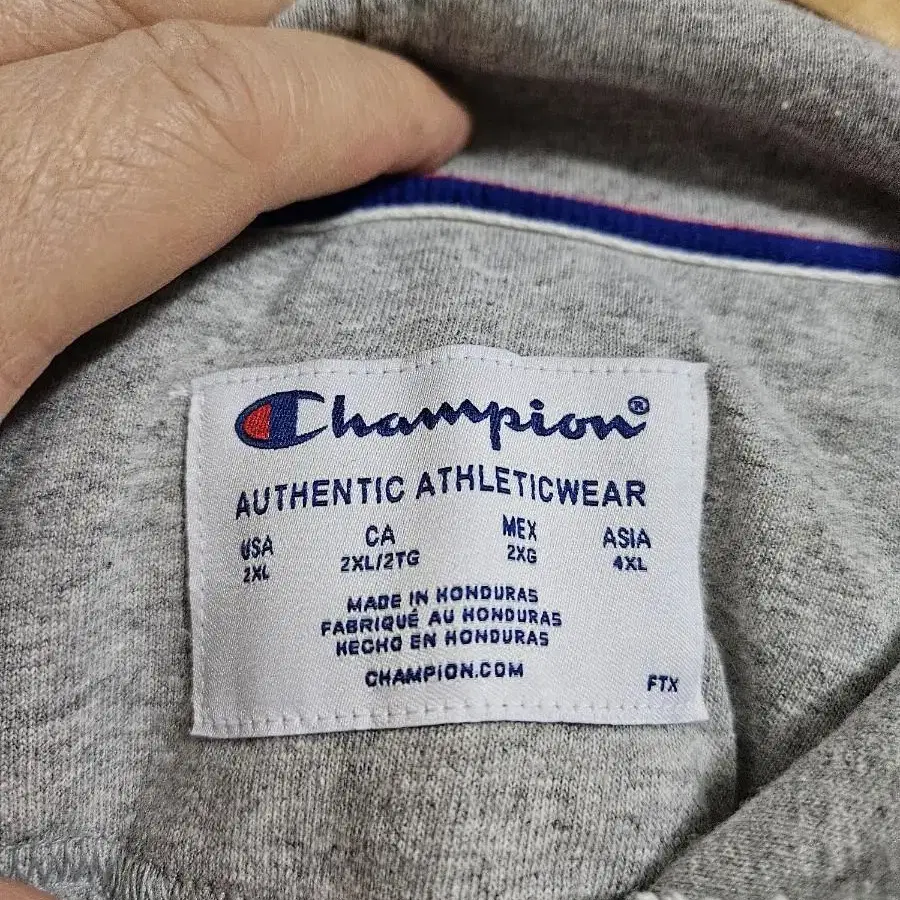 Champion®
AUTHENTIC ATHLETICWEAR
USA CA MEX ASIA
2XL 2XL/2TG 2XG 4XL
MADE IN HONDURAS
FABRIQUÉ AU HONDURAS
HECHO EN HONDURAS
CHAMPION.COM
FTX